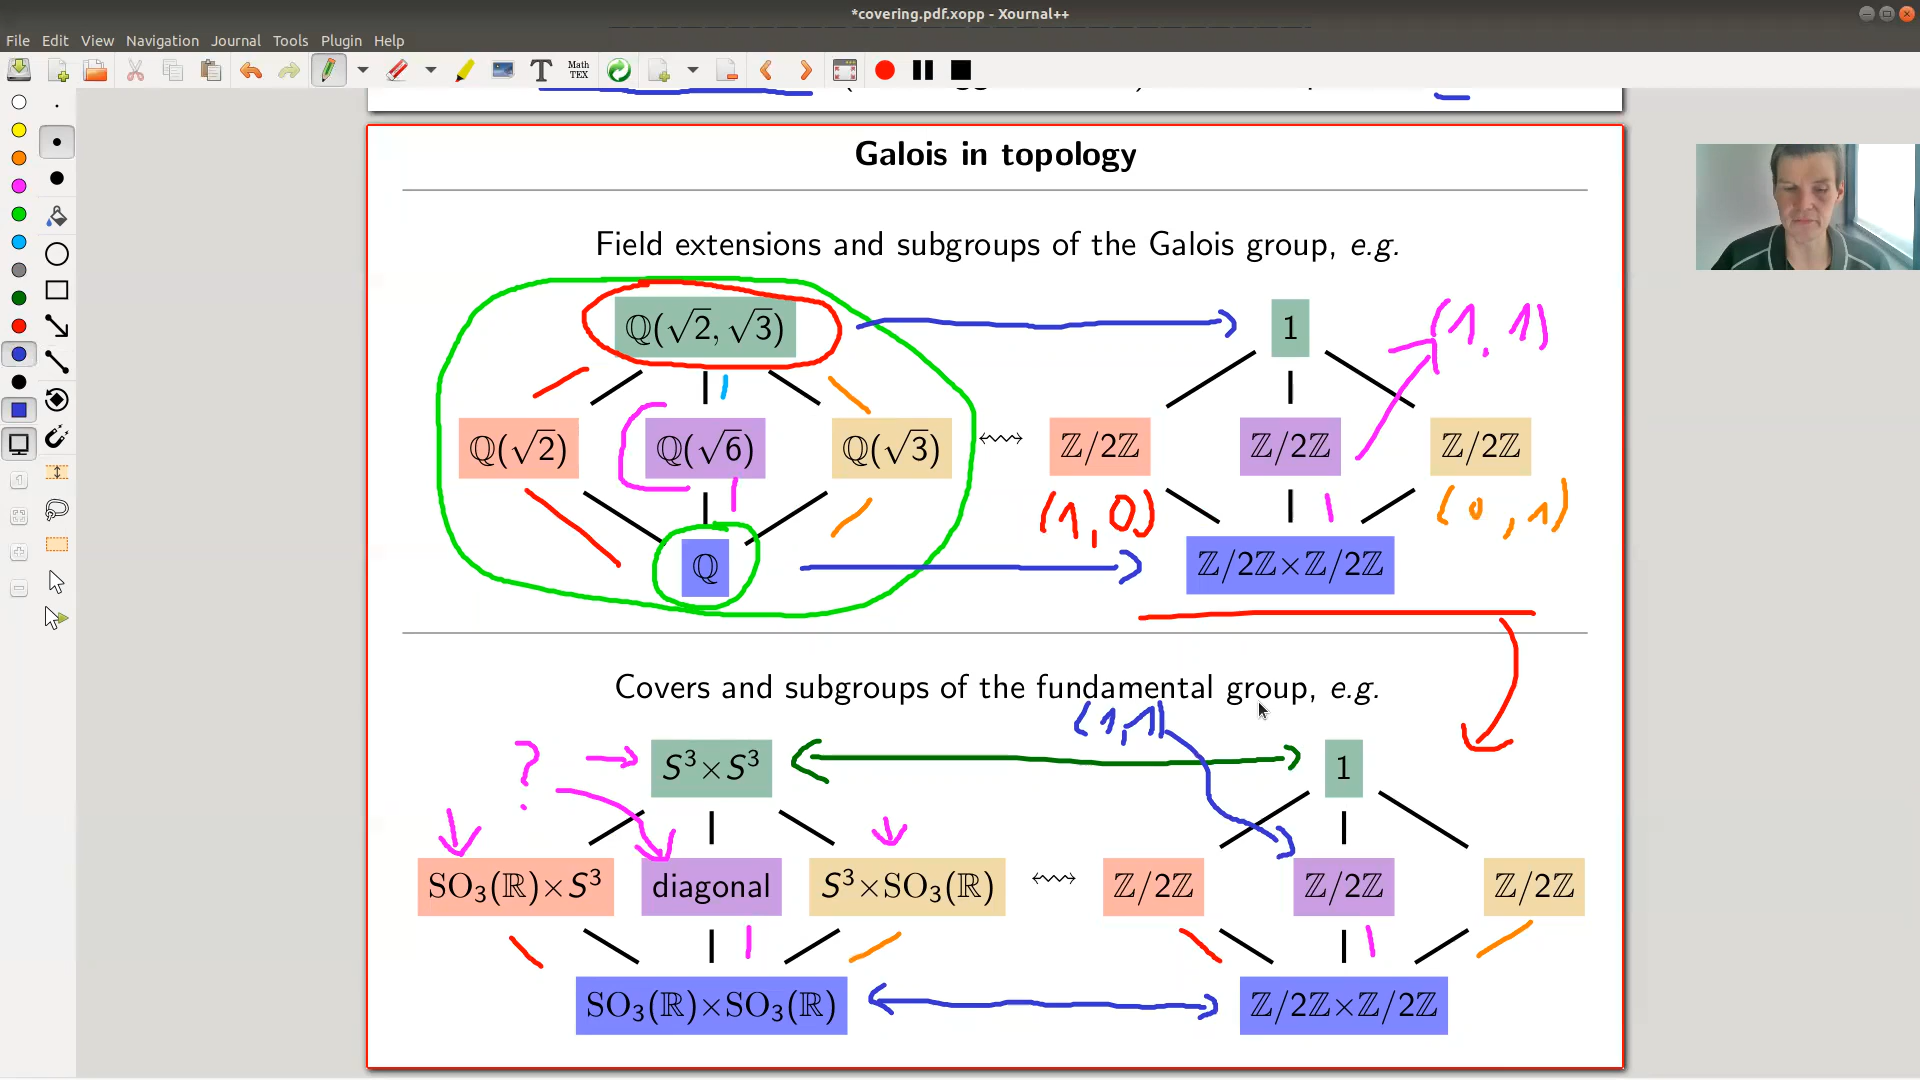 *covering.pdf.xopp - Xournal++
File Edit View Navigation Journal Tools Plugin Help
Math TEX
Galois in topology
Field extensions and subgroups of the Galois group, e.g.
ℚ(√2, √3) 1 (1, 1)
ℚ(√2) ℚ(√6) ℚ(√3) ↭ ℤ/2ℤ ℤ/2ℤ ℤ/2ℤ
(1, 0) (0, 1)
ℚ ℤ/2ℤ×ℤ/2ℤ
Covers and subgroups of the fundamental group, e.g.
(1,1)
? S³×S³ 1
SO₃(ℝ)×S³ diagonal S³×SO₃(ℝ) ↭ ℤ/2ℤ ℤ/2ℤ ℤ/2ℤ
SO₃(ℝ)×SO₃(ℝ) ℤ/2ℤ×ℤ/2ℤ